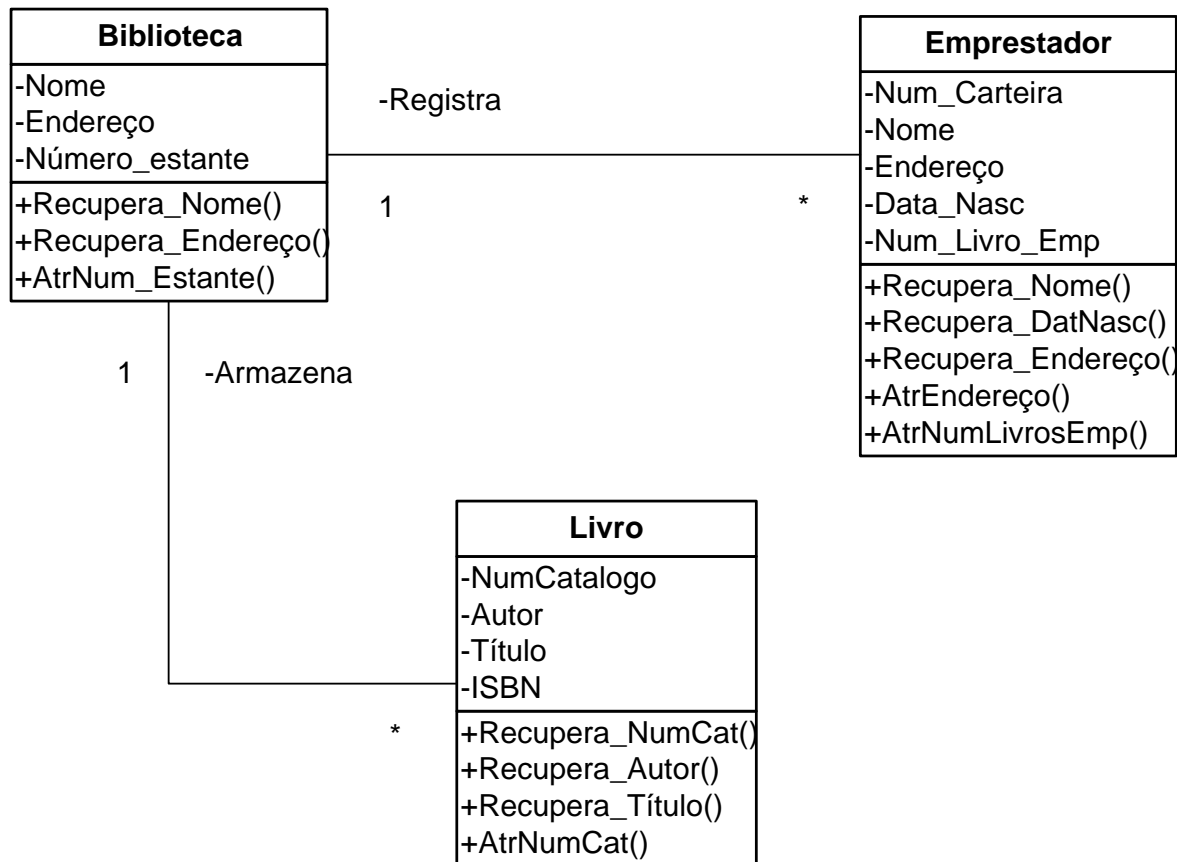 Biblioteca
-Nome
-Endereço
-Número_estante
+Recupera_Nome()
+Recupera_Endereço()
+AtrNum_Estante()
-Registra
1
*
Emprestador
-Num_Carteira
-Nome
-Endereço
-Data_Nasc
-Num_Livro_Emp
+Recupera_Nome()
+Recupera_DatNasc()
+Recupera_Endereço()
+AtrEndereço()
+AtrNumLivrosEmp()
1
-Armazena
*
Livro
-NumCatalogo
-Autor
-Título
-ISBN
+Recupera_NumCat()
+Recupera_Autor()
+Recupera_Título()
+AtrNumCat()